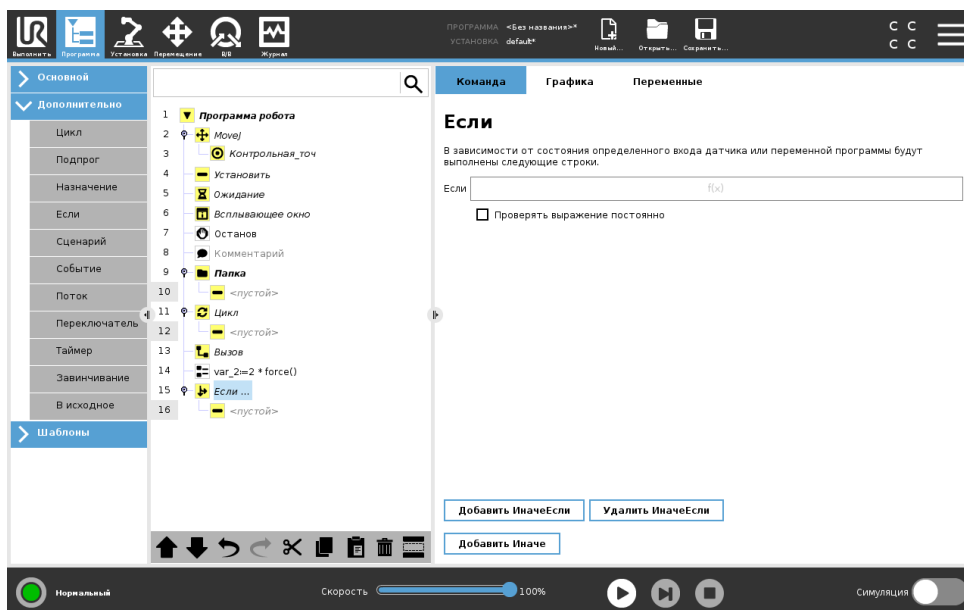 UR
ПРОГРАММА <Без названия>*
УСТАНОВКА default*
Выполнить Программа Установка Перемещение В/В Журнал
Новый... Открыть... Сохранить...
C C
C C
Основной
Дополнительно
Цикл
Подпрог
Назначение
Если
Сценарий
Событие
Поток
Переключатель
Таймер
Завинчивание
В исходное
Шаблоны
1 Программа робота
2 MoveJ
3 Контрольная_точ
4 Установить
5 Ожидание
6 Всплывающее окно
7 Останов
8 Комментарий
9 Папка
10 <пустой>
11 Цикл
12 <пустой>
13 Вызов
14 var_2:=2 * force()
15 Если ...
16 <пустой>
Команда Графика Переменные
Если
В зависимости от состояния определенного входа датчика или переменной программы будут
выполнены следующие строки.
Если f(x)
Проверять выражение постоянно
Добавить ИначеЕсли Удалить ИначеЕсли
Добавить Иначе
Нормальный
Скорость 100%
Симуляция